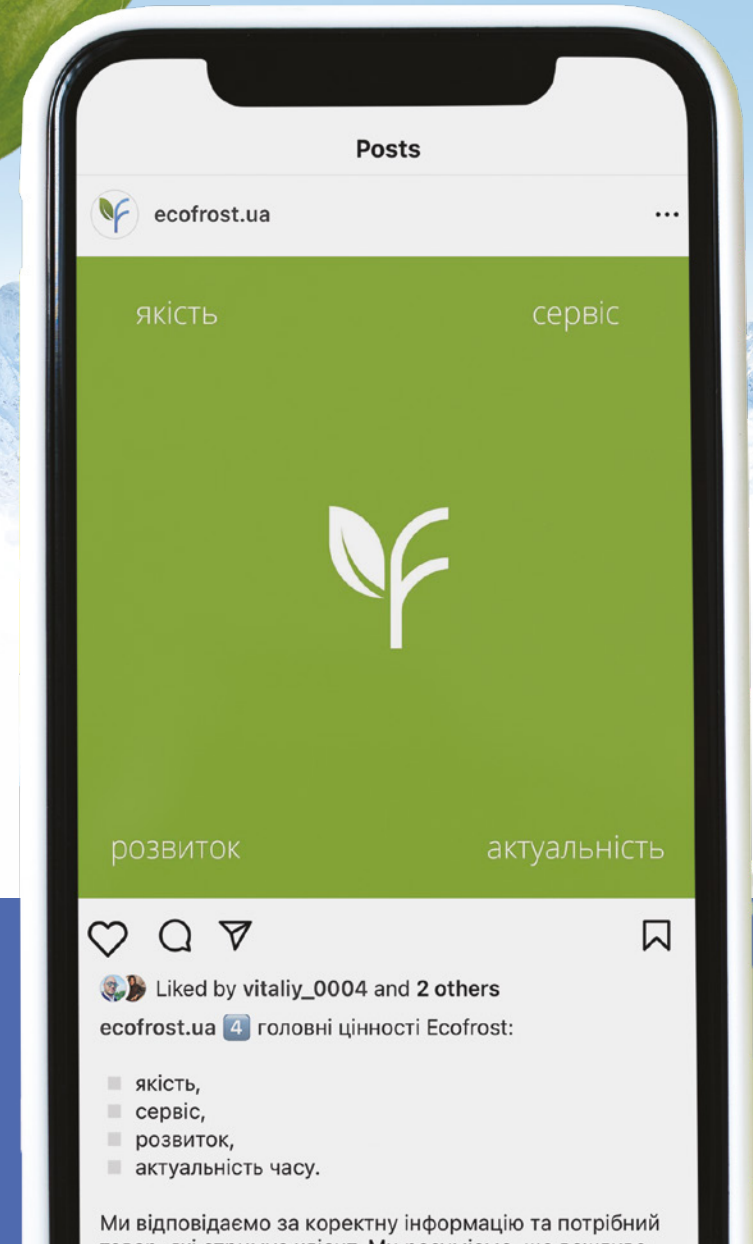 Posts
ecofrost.ua
якість сервіс
розвиток актуальність
Liked by vitaliy_0004 and 2 others
ecofrost.ua 4️⃣ головні цінності Ecofrost:
якість,
сервіс,
розвиток,
актуальність часу.
Ми відповідаємо за коректну інформацію та потрібний